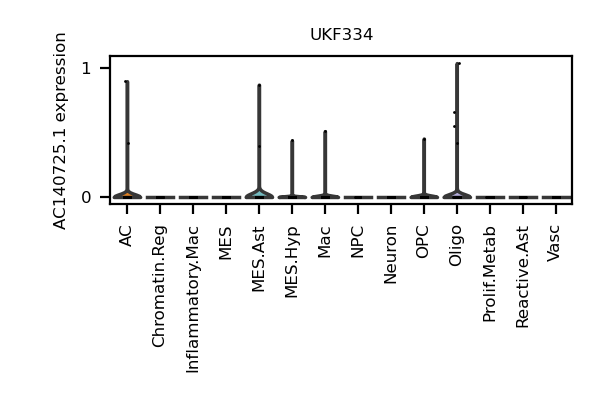 UKF334
AC140725.1 expression
1
0
AC
Chromatin.Reg
Inflammatory.Mac
MES
MES.Ast
MES.Hyp
Mac
NPC
Neuron
OPC
Oligo
Prolif.Metab
Reactive.Ast
Vasc